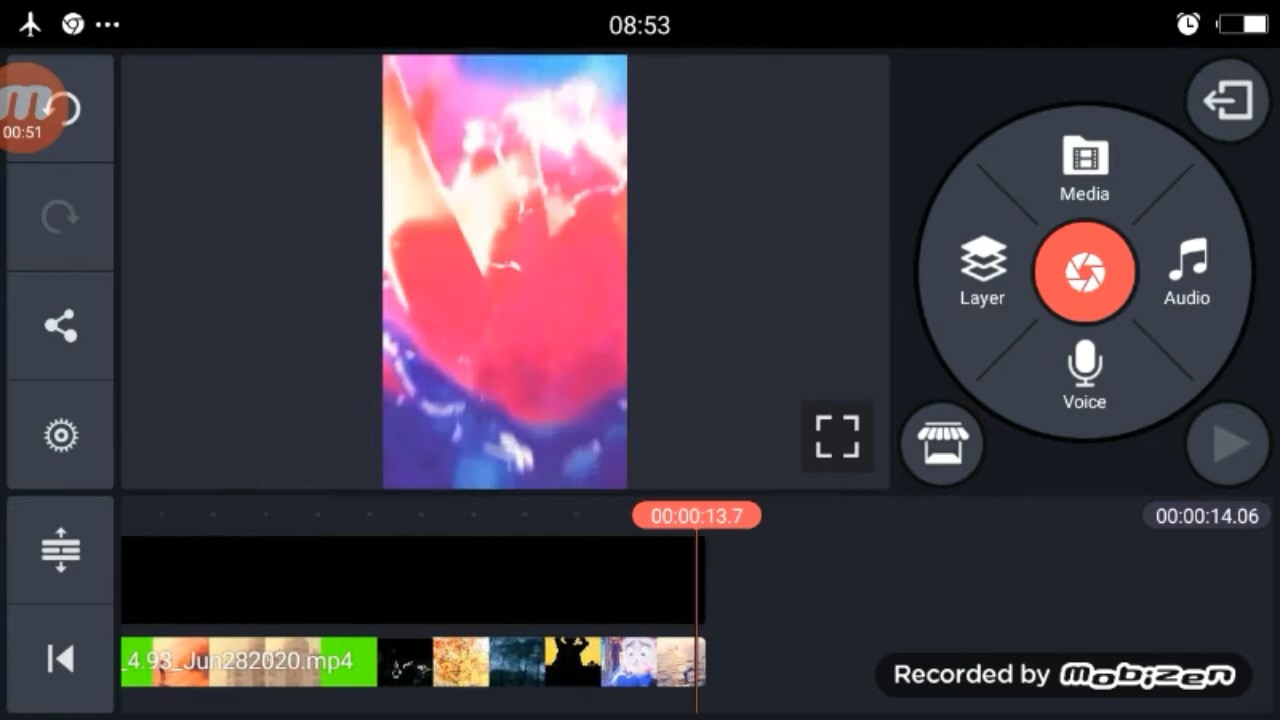 08:53
m
00:51
Media
Layer
Audio
Voice
00:00:13.7
00:00:14.06
_4.93_Jun282020.mp4
Recorded by mobizen